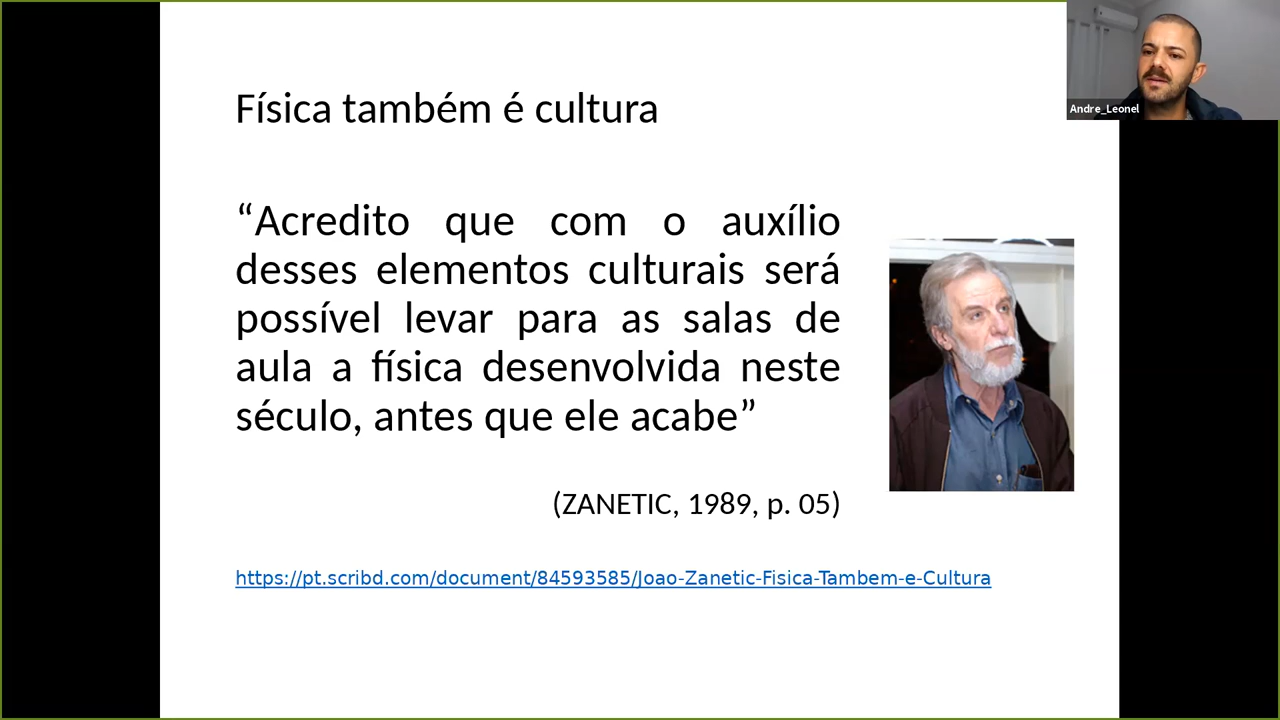 Andre_Leonel
Física também é cultura
“Acredito que com o auxílio
desses elementos culturais será
possível levar para as salas de
aula a física desenvolvida neste
século, antes que ele acabe”
(ZANETIC, 1989, p. 05)
https://pt.scribd.com/document/84593585/Joao-Zanetic-Fisica-Tambem-e-Cultura